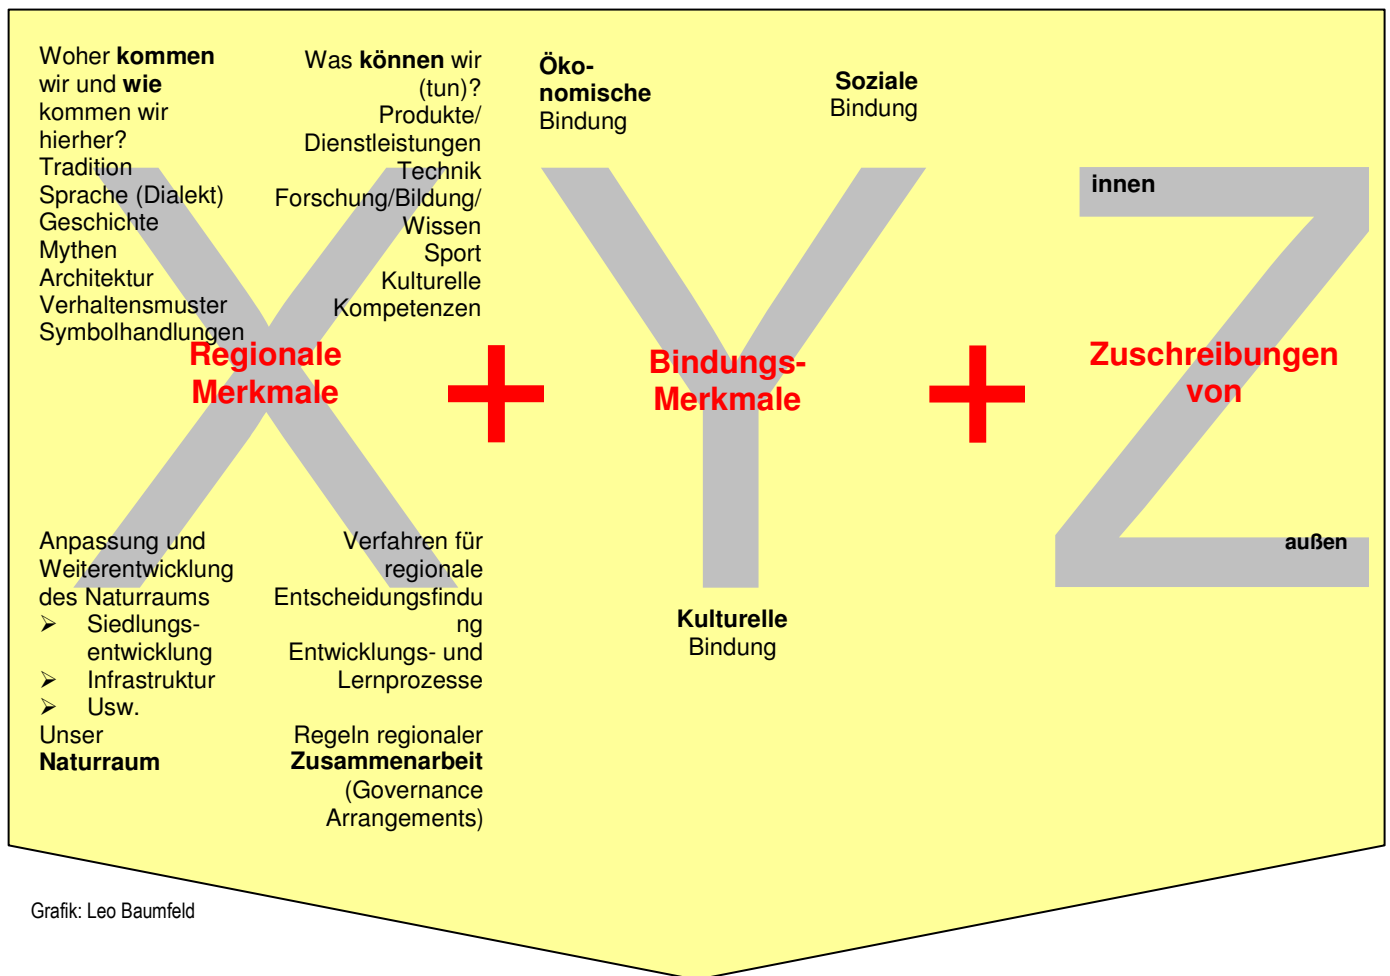 Woher kommen
wir und wie
kommen wir
hierher?
Tradition
Sprache (Dialekt)
Geschichte
Mythen
Architektur
Verhaltensmuster
Symbolhandlungen
Was können wir
(tun)?
Produkte/
Dienstleistungen
Technik
Forschung/Bildung/
Wissen
Sport
Kulturelle
Kompetenzen
X
Regionale
Merkmale
Anpassung und
Weiterentwicklung
des Naturraums
➢ Siedlungs-
entwicklung
➢ Infrastruktur
➢ Usw.
Unser
Naturraum
Verfahren für
regionale
Entscheidungsfindu
ng
Entwicklungs- und
Lernprozesse
Regeln regionaler
Zusammenarbeit
(Governance
Arrangements)
+
Öko-
nomische
Bindung
Soziale
Bindung
Y
Bindungs-
Merkmale
Kulturelle
Bindung
+
innen
Z
Zuschreibungen
von
außen
Grafik: Leo Baumfeld